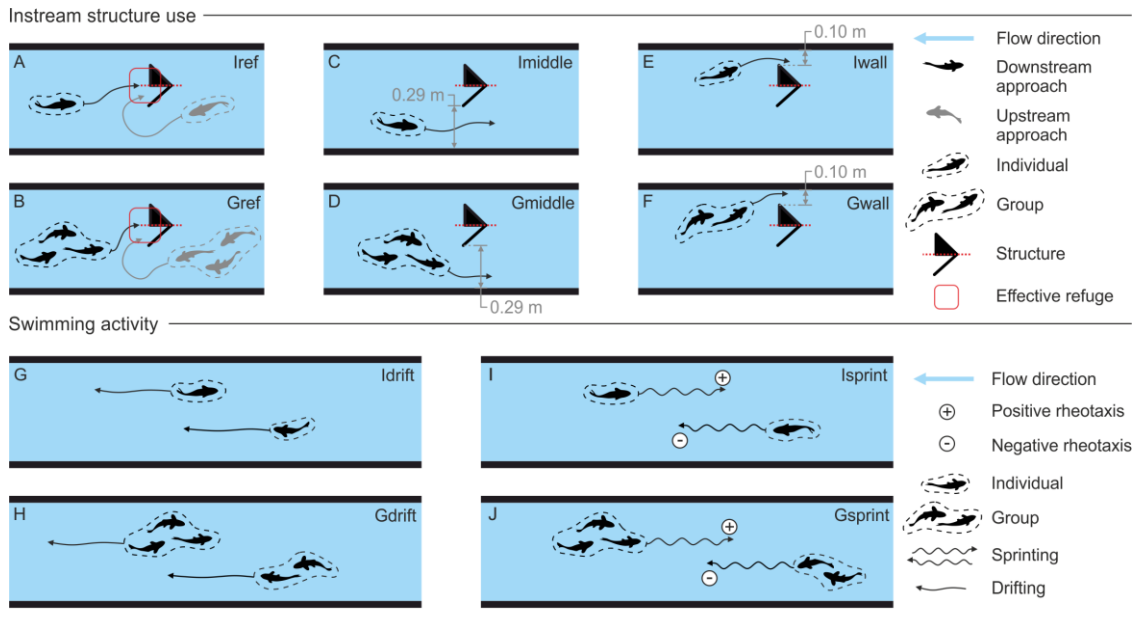 Instream structure use
A Iref
C Imiddle
0.29 m
E Iwall
0.10 m
B Gref
D Gmiddle
0.29 m
F Gwall
0.10 m
Flow direction
Downstream
approach
Upstream
approach
Individual
Group
Structure
Effective refuge
Swimming activity
G Idrift
I Isprint
+
-
H Gdrift
J Gsprint
+
-
Flow direction
+ Positive rheotaxis
- Negative rheotaxis
Individual
Group
Sprinting
Drifting